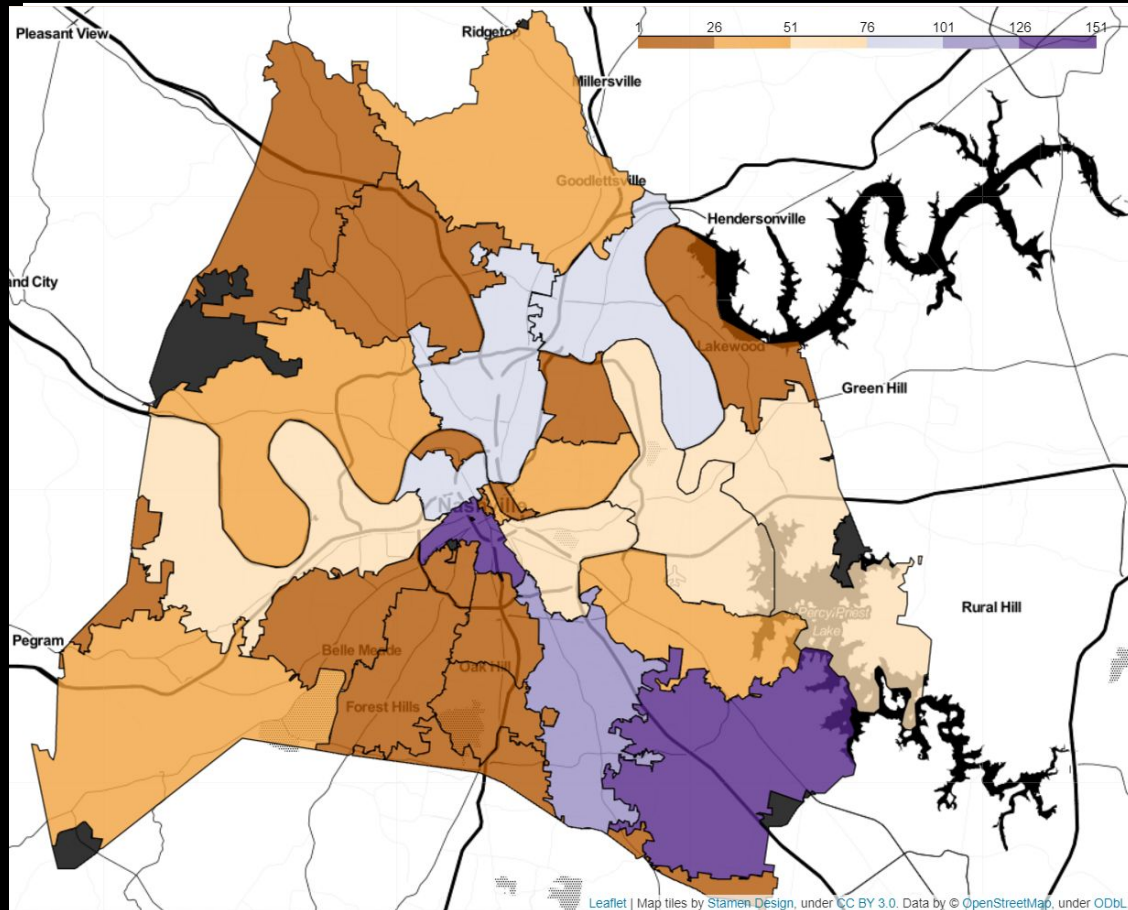 Pleasant View
Ridgetop
1 26 51 76 101 126 151
Millersville
Goodlettsville
Hendersonville
and City
Lakewood
Green Hill
Nashville
Rural Hill
Percy Priest
Lake
Pegram
Belle Meade
Oak Hill
Forest Hills
Leaflet | Map tiles by Stamen Design, under CC BY 3.0. Data by © OpenStreetMap, under ODbL